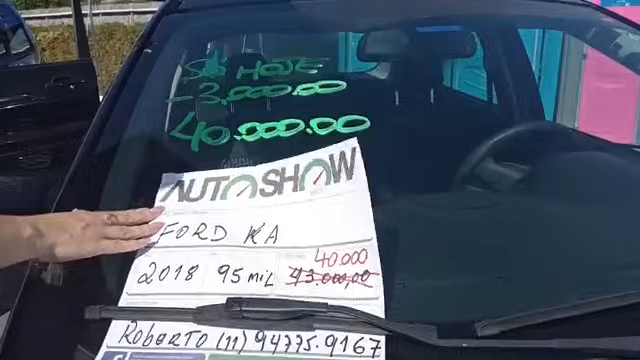 SÓ HOJE
-3.000.00
40.000.00
AUTOSHOW
FORD KA
40.000
2018 95 MIL 43.000,00
ROBERTO (11) 94775.9167